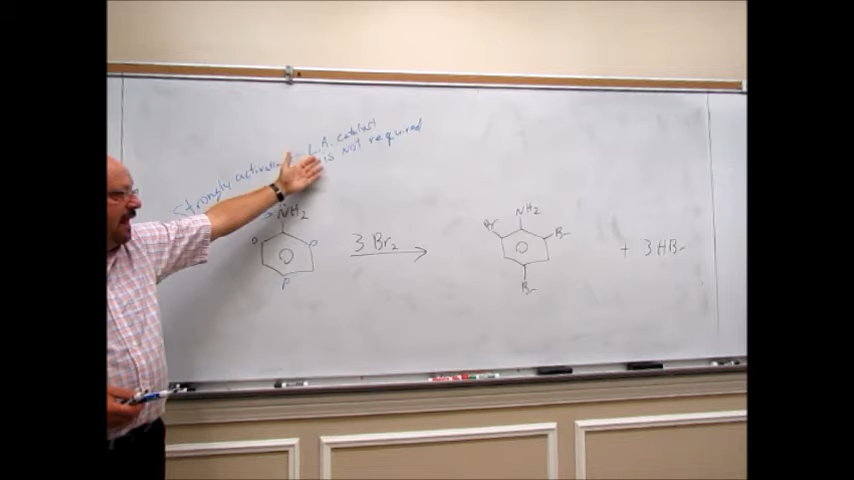 Strongly activating L.A. catalyst
is NOT required
NH2
o o
p
3 Br2
NH2
Br Br
Br
+ 3 HBr